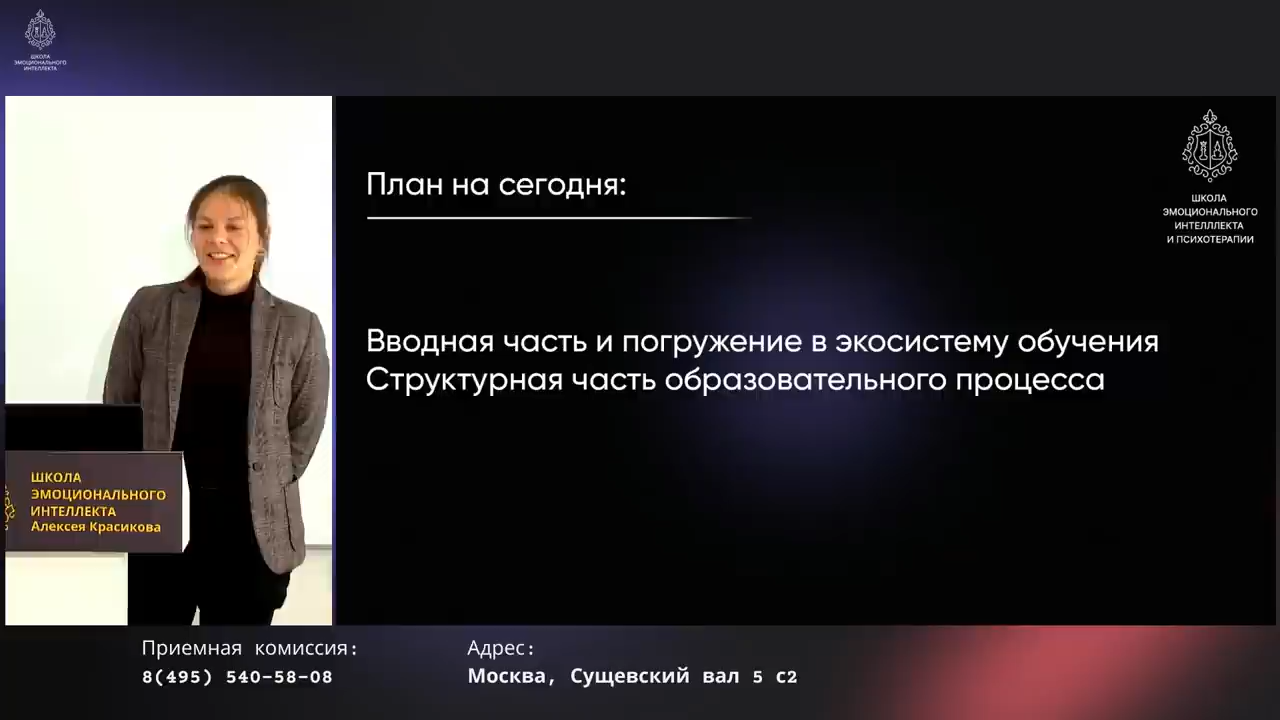 ШКОЛА
ЭМОЦИОНАЛЬНОГО
ИНТЕЛЛЕКТА
План на сегодня:
ШКОЛА
ЭМОЦИОНАЛЬНОГО
ИНТЕЛЛЛЕКТА
И ПСИХОТЕРАПИИ
Вводная часть и погружение в экосистему обучения
Структурная часть образовательного процесса
ШКОЛА
ЭМОЦИОНАЛЬНОГО
ИНТЕЛЛЕКТА
Алексея Красикова
Приемная комиссия:
8(495) 540-58-08
Адрес:
Москва, Сущевский вал 5 с2